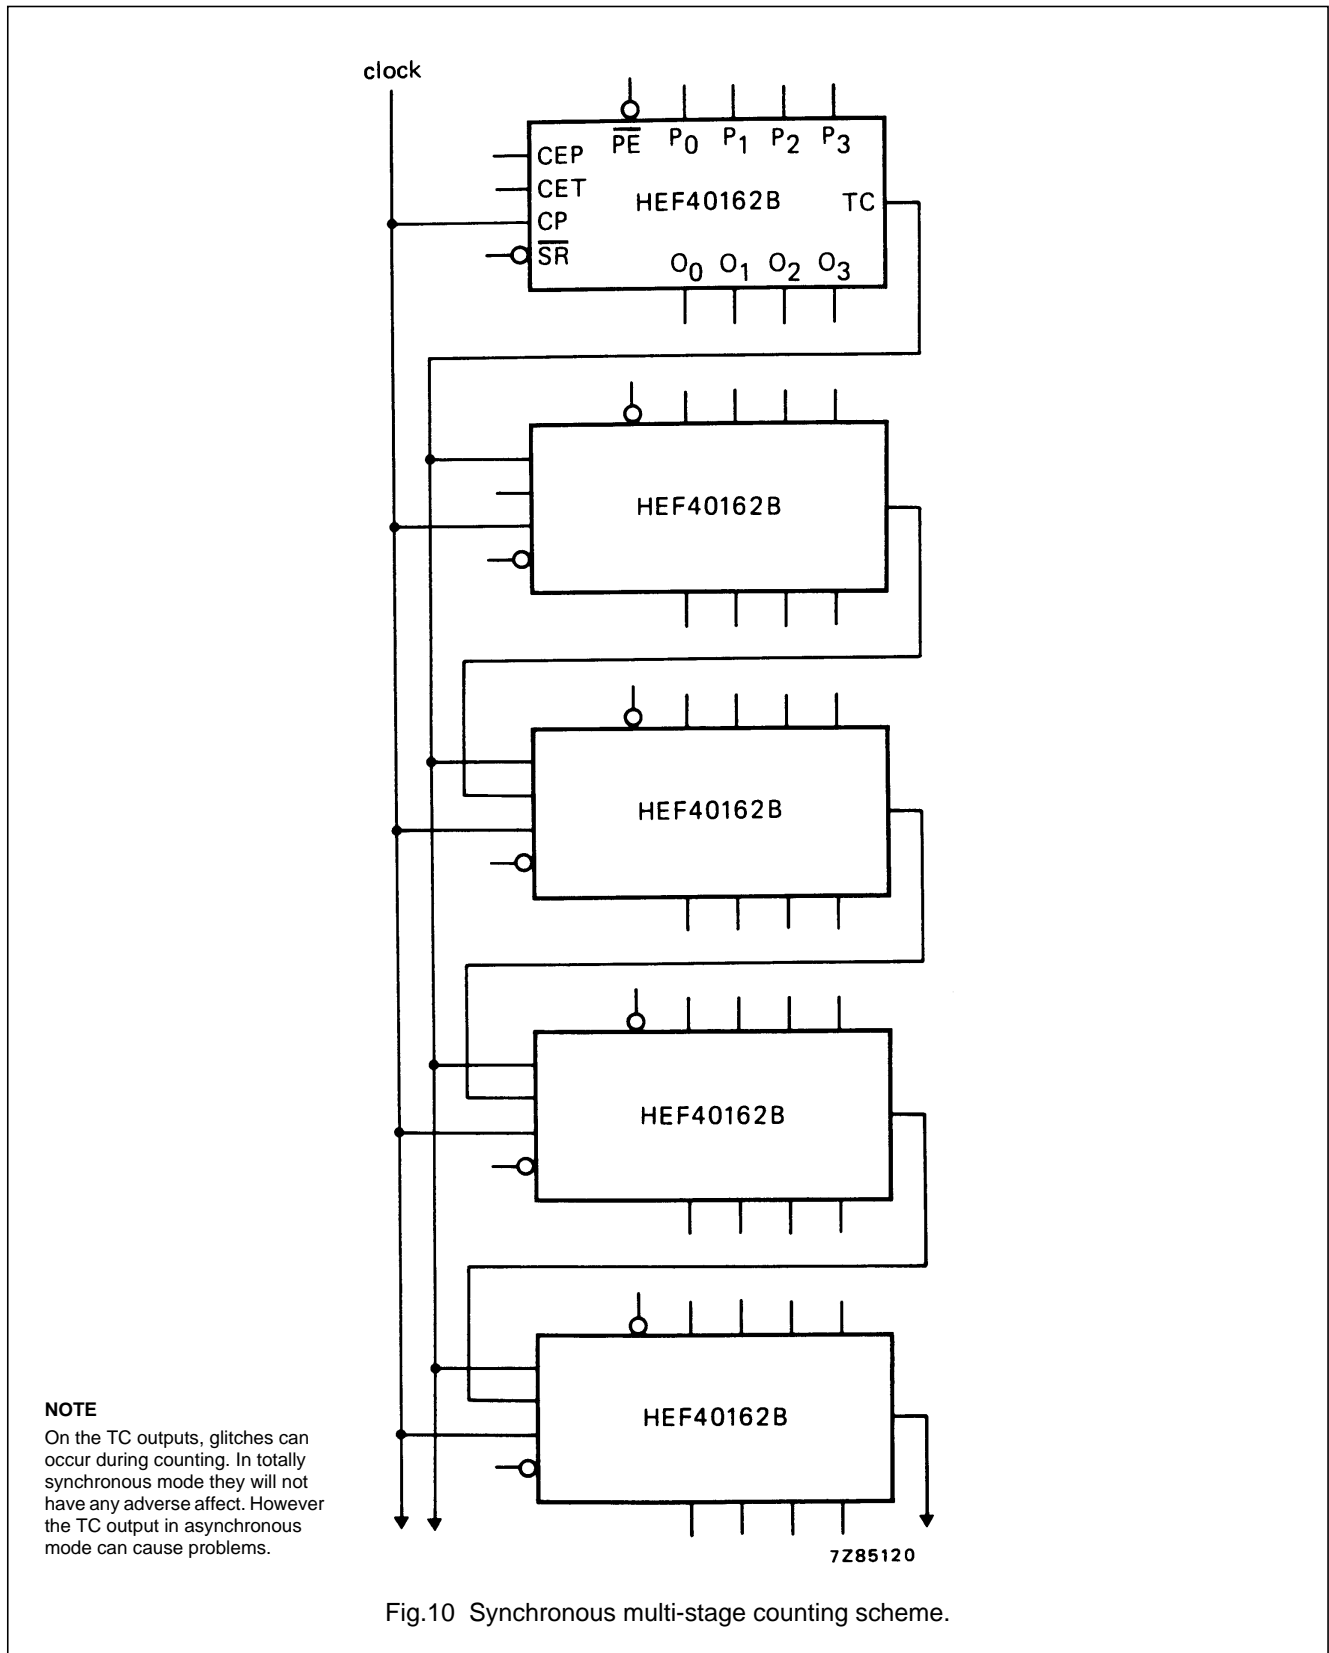 clock
PE P0 P1 P2 P3
CEP
CET
HEF40162B
TC
CP
SR
O0 O1 O2 O3
HEF40162B
HEF40162B
HEF40162B
HEF40162B
NOTE
On the TC outputs, glitches can
occur during counting. In totally
synchronous mode they will not
have any adverse affect. However
the TC output in asynchronous
mode can cause problems.
7Z85120
Fig.10 Synchronous multi-stage counting scheme.